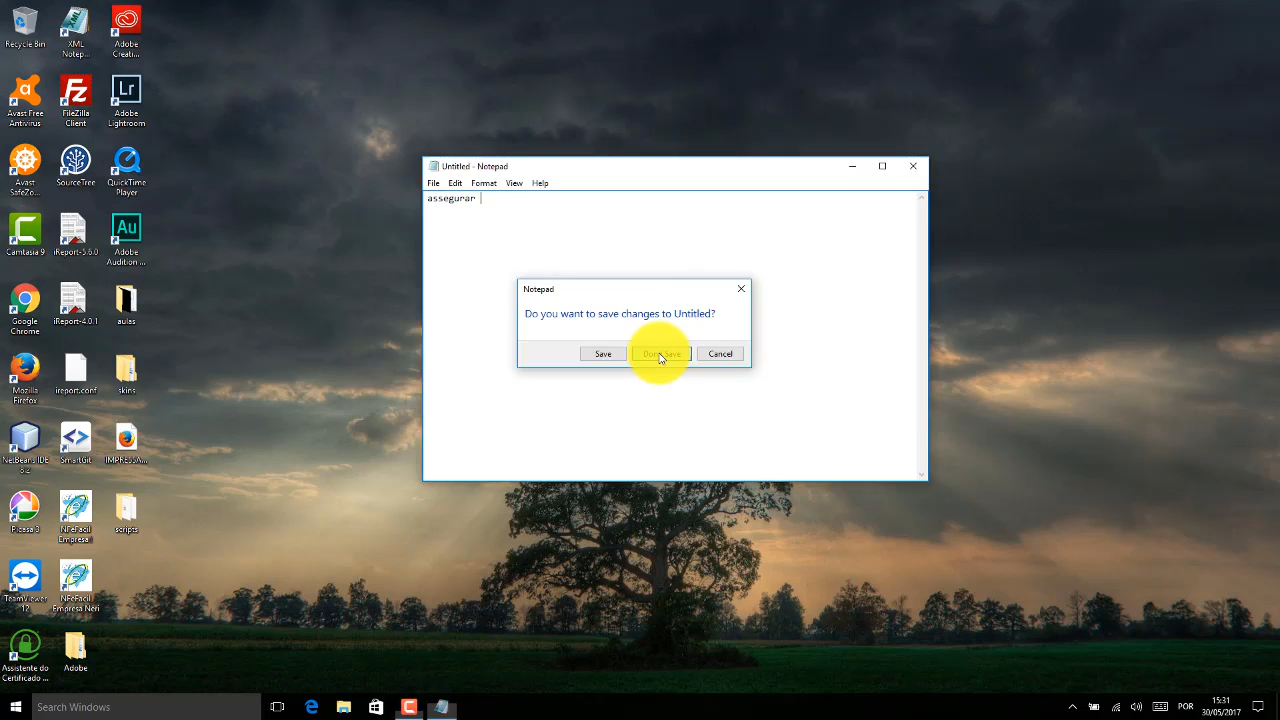 Recycle Bin
XML Notep...
Adobe Creati...
Avast Free Antivirus
FileZilla Client
Adobe Lightroom
Avast SafeZo...
SourceTree
QuickTime Player
Camtasia 9
iReport-5.6.0
Adobe Audition ...
Google Chrome
iReport-4.0.1
aulas
Mozilla Firefox
ireport.conf
skins
NetBeans IDE 8.2
SmartGit
IMPRESSA...
Picasa 3
NFeFacil Empresa
scripts
TeamViewer 12
NFeFacil Empresa Neri
Assistente do Certificado ...
Adobe
Untitled - Notepad
File Edit Format View Help
assegurar
Notepad
Do you want to save changes to Untitled?
Save Don't Save Cancel
Search Windows
POR
15:31
30/05/2017